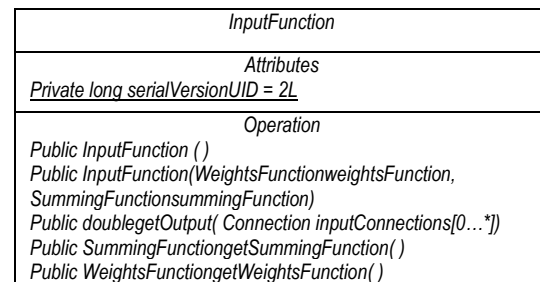 InputFunction
Attributes
Private long serialVersionUID = 2L
Operation
Public InputFunction ( )
Public InputFunction(WeightsFunctionweightsFunction,
SummingFunctionsummingFunction)
Public doublegetOutput( Connection inputConnections[0…*])
Public SummingFunctiongetSummingFunction( )
Public WeightsFunctiongetWeightsFunction( )